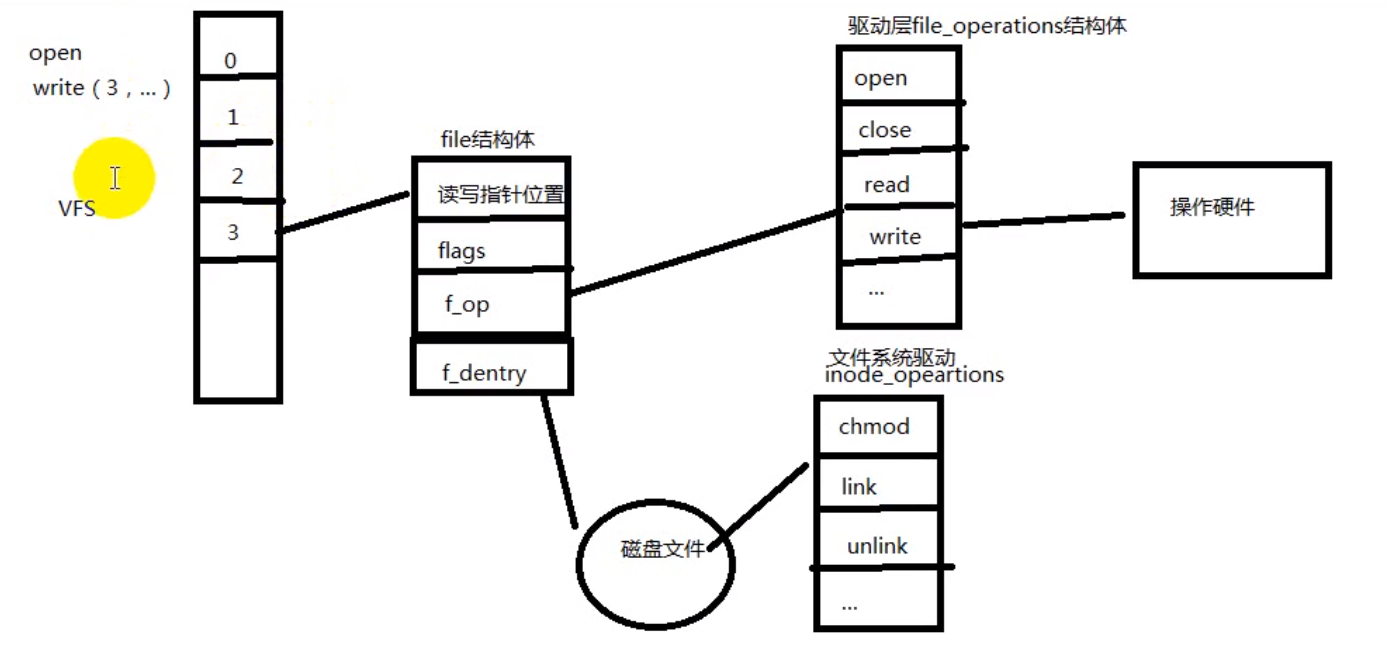 open
write（3，...）
VFS
0
1
2
3
file结构体
读写指针位置
flags
f_op
f_dentry
驱动层file_operations结构体
open
close
read
write
...
操作硬件
磁盘文件
文件系统驱动
inode_opeartions
chmod
link
unlink
...